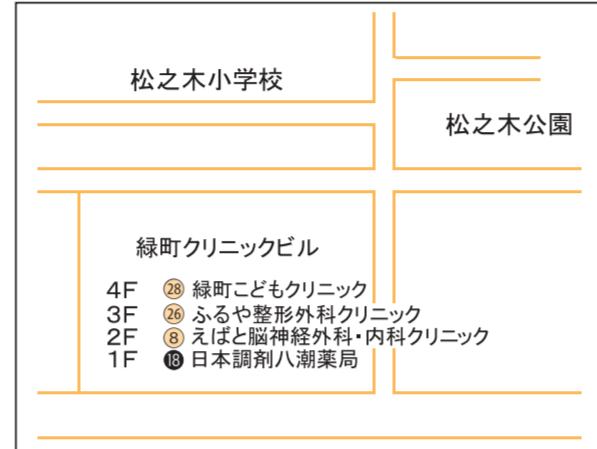 松之木小学校
松之木公園
緑町クリニックビル
4F ㉘ 緑町こどもクリニック
3F ㉖ ふるや整形外科クリニック
2F ⑧ えばと脳神経外科・内科クリニック
1F ⓲ 日本調剤八潮薬局